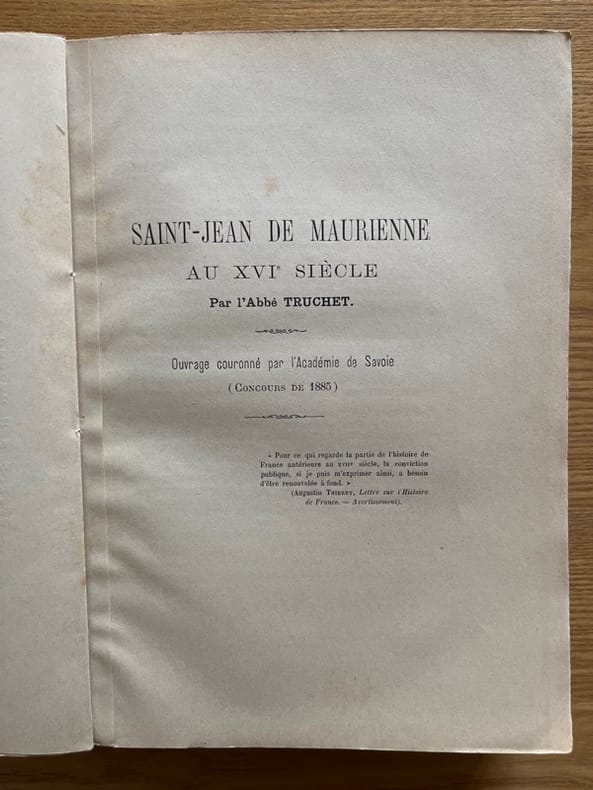 SAINT-JEAN DE MAURIENNE
AU XVIᵉ SIÈCLE
Par l'Abbé TRUCHET.
Ouvrage couronné par l'Académie de Savoie
(CONCOURS DE 1885)
« Pour ce qui regarde la partie de l'histoire de
France antérieure au XVIIᵉ siècle, la conviction
publique, si je puis m'exprimer ainsi, a besoin
d'être renouvelée à fond. »
(Augustin THIERRY, Lettre sur l'Histoire
de France. — Avertissement).